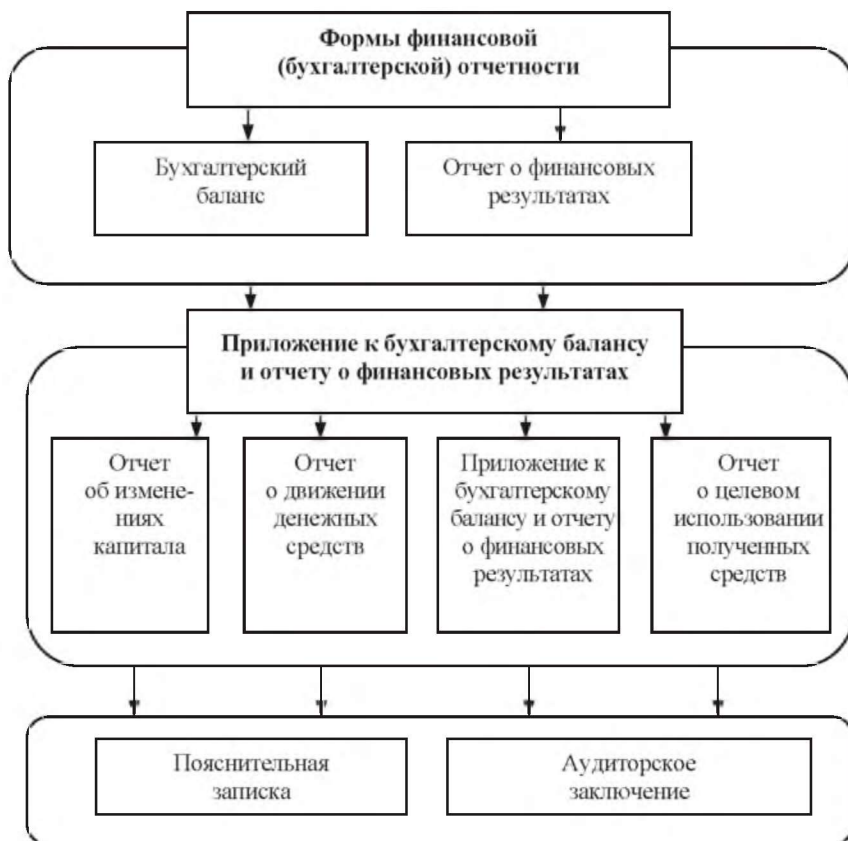 Формы финансовой
(бухгалтерской) отчетности
Бухгалтерский
баланс
Отчет о финансовых
результатах
Приложение к бухгалтерскому балансу
и отчету о финансовых результатах
Отчет
об измене-
ниях
капитала
Отчет
о движении
денежных
средств
Приложение к
бухгалтерскому
балансу и отчету
о финансовых
результатах
Отчет
о целевом
использовании
полученных
средств
Пояснительная
записка
Аудиторское
заключение